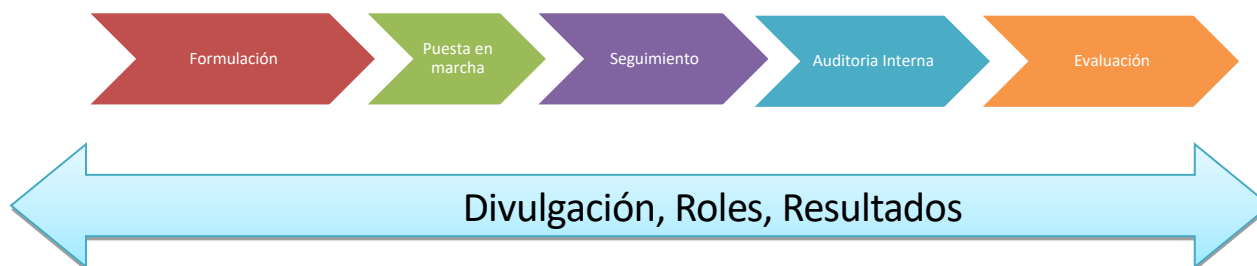 Formulación
Puesta en
marcha
Seguimiento
Auditoria Interna
Evaluación
Divulgación, Roles, Resultados